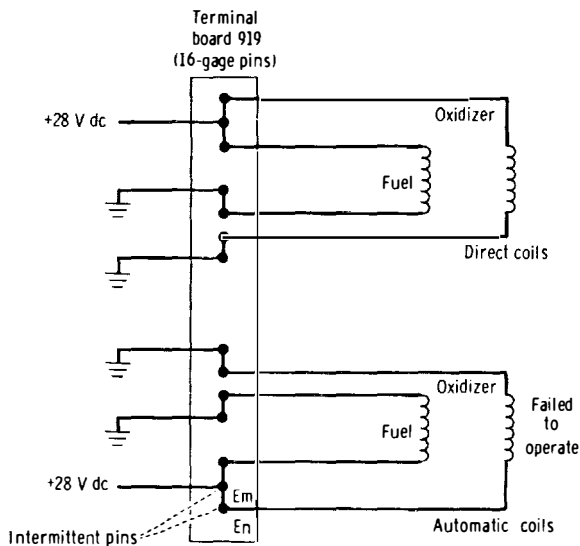 Terminal
board 919
(16-gage pins)
+28 V dc
Oxidizer
Fuel
Direct coils
Oxidizer
Failed
to
operate
Fuel
+28 V dc
Em
En
Intermittent pins
Automatic coils